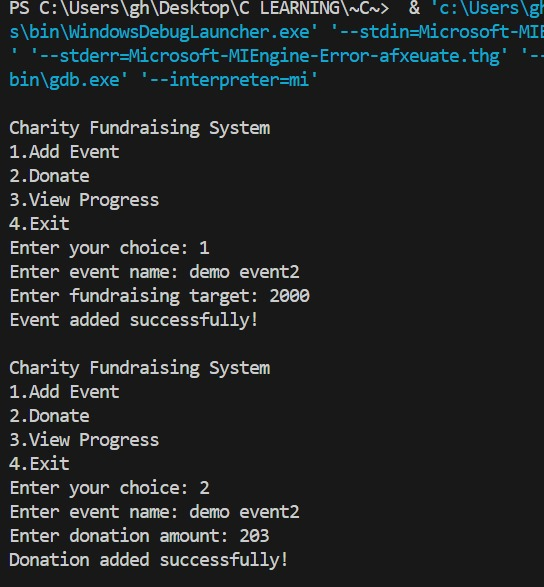 PS C:\Users\gh\Desktop\C LEARNING\~C~>  & 'c:\Users\gh
s\bin\WindowsDebugLauncher.exe' '--stdin=Microsoft-MIE
' '--stderr=Microsoft-MIEngine-Error-afxeuate.thg' '--
bin\gdb.exe' '--interpreter=mi'
Charity Fundraising System
1.Add Event
2.Donate
3.View Progress
4.Exit
Enter your choice: 1
Enter event name: demo event2
Enter fundraising target: 2000
Event added successfully!
Charity Fundraising System
1.Add Event
2.Donate
3.View Progress
4.Exit
Enter your choice: 2
Enter event name: demo event2
Enter donation amount: 203
Donation added successfully!